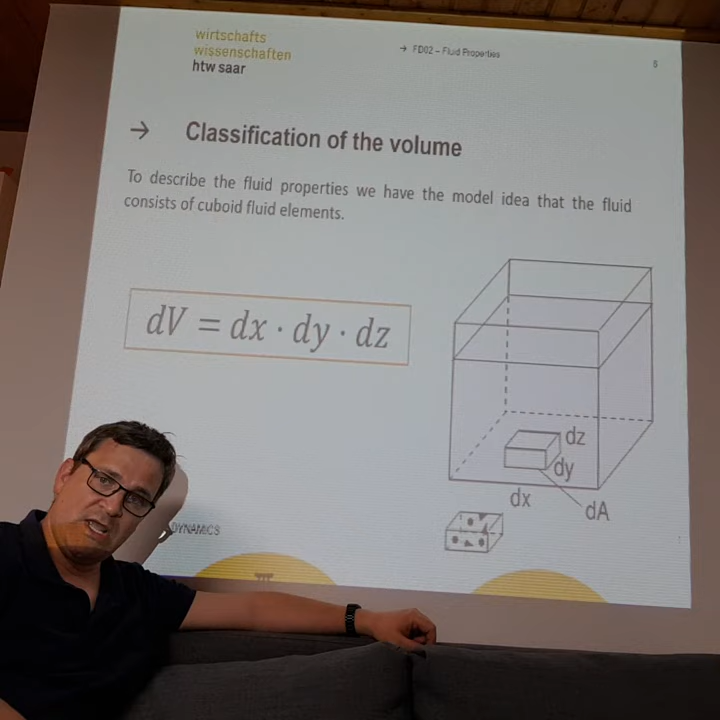 wirtschafts
wissenschaften
htw saar
→ FD02 – Fluid Properties
→ Classification of the volume
To describe the fluid properties we have the model idea that the fluid
consists of cuboid fluid elements.
dV = dx · dy · dz
dz
dy
dx
dA
DYNAMICS